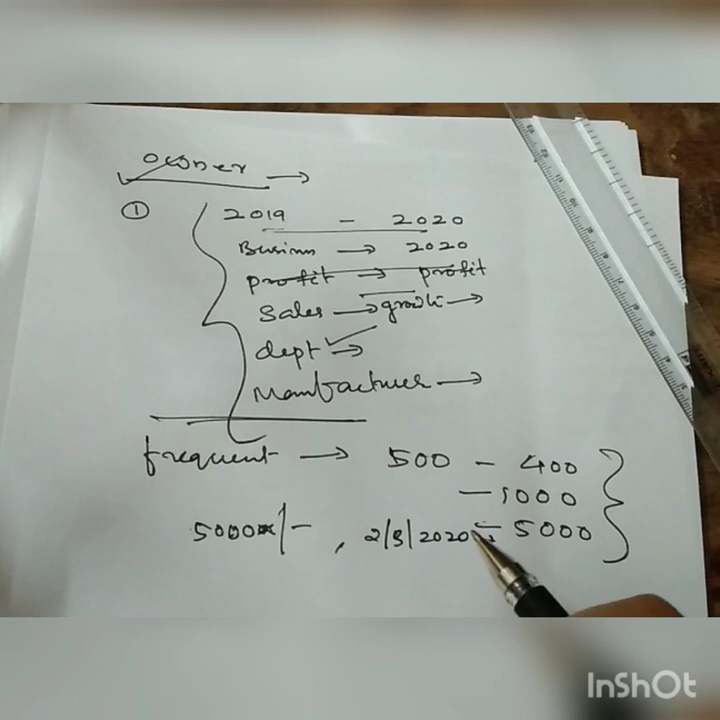 owner →
① 2019 - 2020
Business → 2020
profit → profit
Sales → growth →
dept →
Manufacturer →
frequent → 500 - 400
- 1000
5000/- , 2/3/2020 - 5000
InShOt